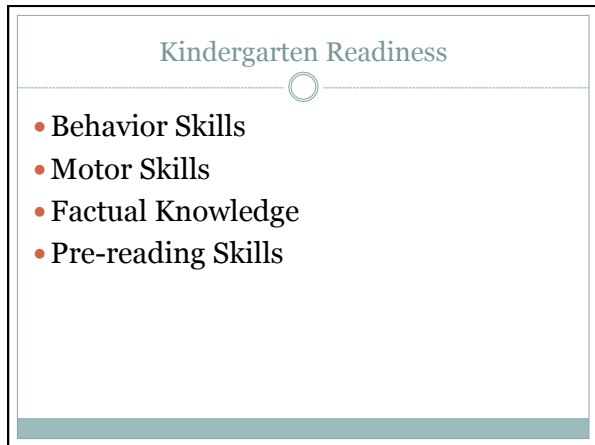 Kindergarten Readiness
• Behavior Skills
• Motor Skills
• Factual Knowledge
• Pre-reading Skills